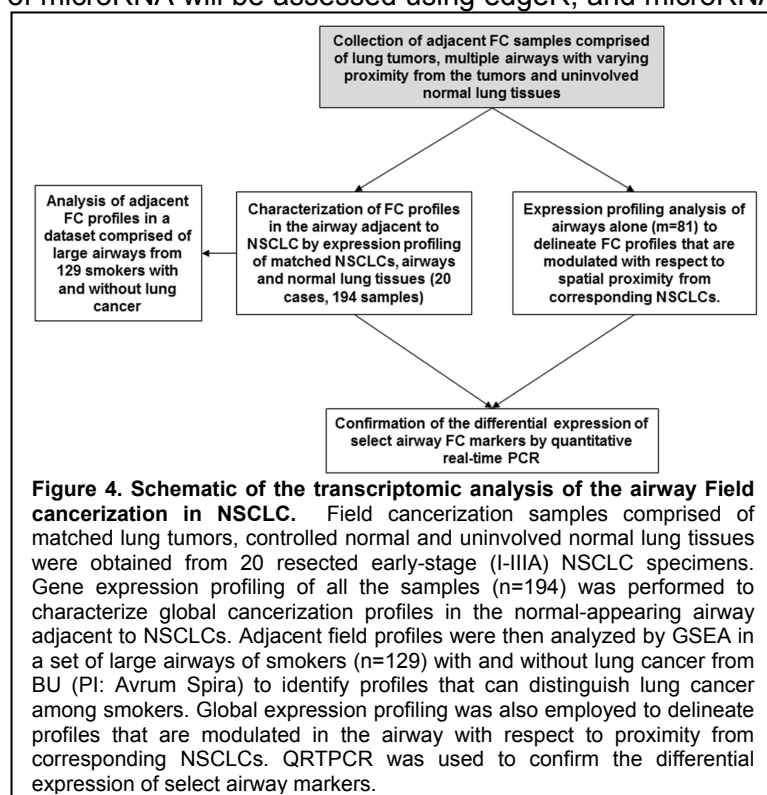 of microRNA will be assessed using edgeR, and microRNA
Collection of adjacent FC samples comprised
of lung tumors, multiple airways with varying
proximity from the tumors and uninvolved
normal lung tissues
Analysis of adjacent
FC profiles in a
dataset comprised of
large airways from
129 smokers with
and without lung
cancer
Characterization of FC profiles
in the airway adjacent to
NSCLC by expression profiling
of matched NSCLCs, airways
and normal lung tissues (20
cases, 194 samples)
Expression profiling analysis of
airways alone (m=81) to
delineate FC profiles that are
modulated with respect to
spatial proximity from
corresponding NSCLCs.
Confirmation of the differential expression of
select airway FC markers by quantitative
real-time PCR
Figure 4. Schematic of the transcriptomic analysis of the airway Field
cancerization in NSCLC. Field cancerization samples comprised of
matched lung tumors, controlled normal and uninvolved normal lung tissues
were obtained from 20 resected early-stage (I-IIIA) NSCLC specimens.
Gene expression profiling of all the samples (n=194) was performed to
characterize global cancerization profiles in the normal-appearing airway
adjacent to NSCLCs. Adjacent field profiles were then analyzed by GSEA in
a set of large airways of smokers (n=129) with and without lung cancer from
BU (PI: Avrum Spira) to identify profiles that can distinguish lung cancer
among smokers. Global expression profiling was also employed to delineate
profiles that are modulated in the airway with respect to proximity from
corresponding NSCLCs. QRTPCR was used to confirm the differential
expression of select airway markers.